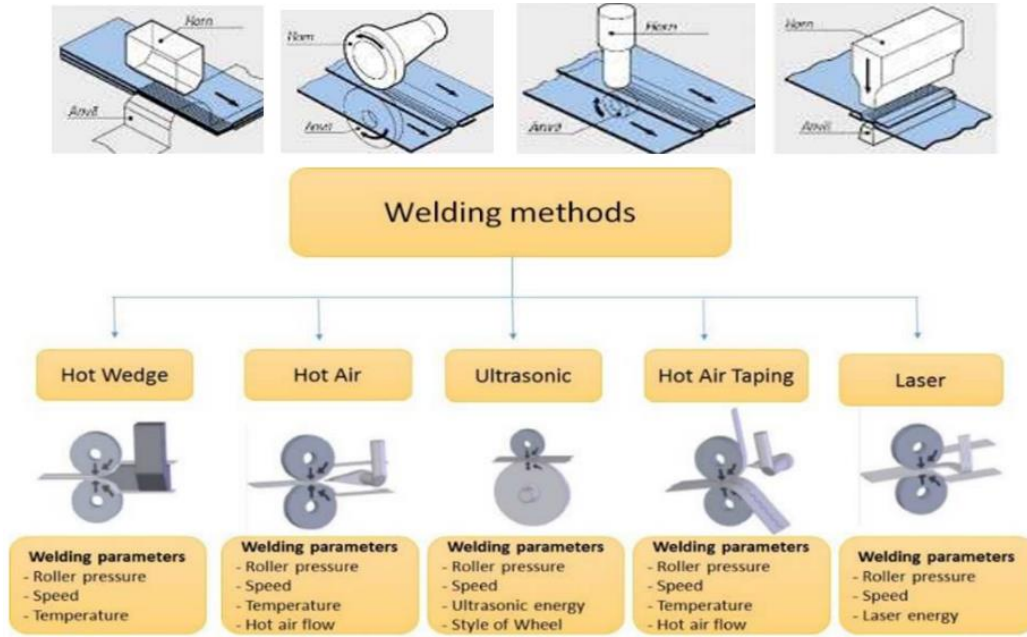 Horn
Anvil
Horn
Anvil
Horn
Anvil
Horn
Anvil
Welding methods
Hot Wedge
Hot Air
Ultrasonic
Hot Air Taping
Laser
Welding parameters
- Roller pressure
- Speed
- Temperature
Welding parameters
- Roller pressure
- Speed
- Temperature
- Hot air flow
Welding parameters
- Roller pressure
- Speed
- Ultrasonic energy
- Style of Wheel
Welding parameters
- Roller pressure
- Speed
- Temperature
- Hot air flow
Welding parameters
- Roller pressure
- Speed
- Laser energy